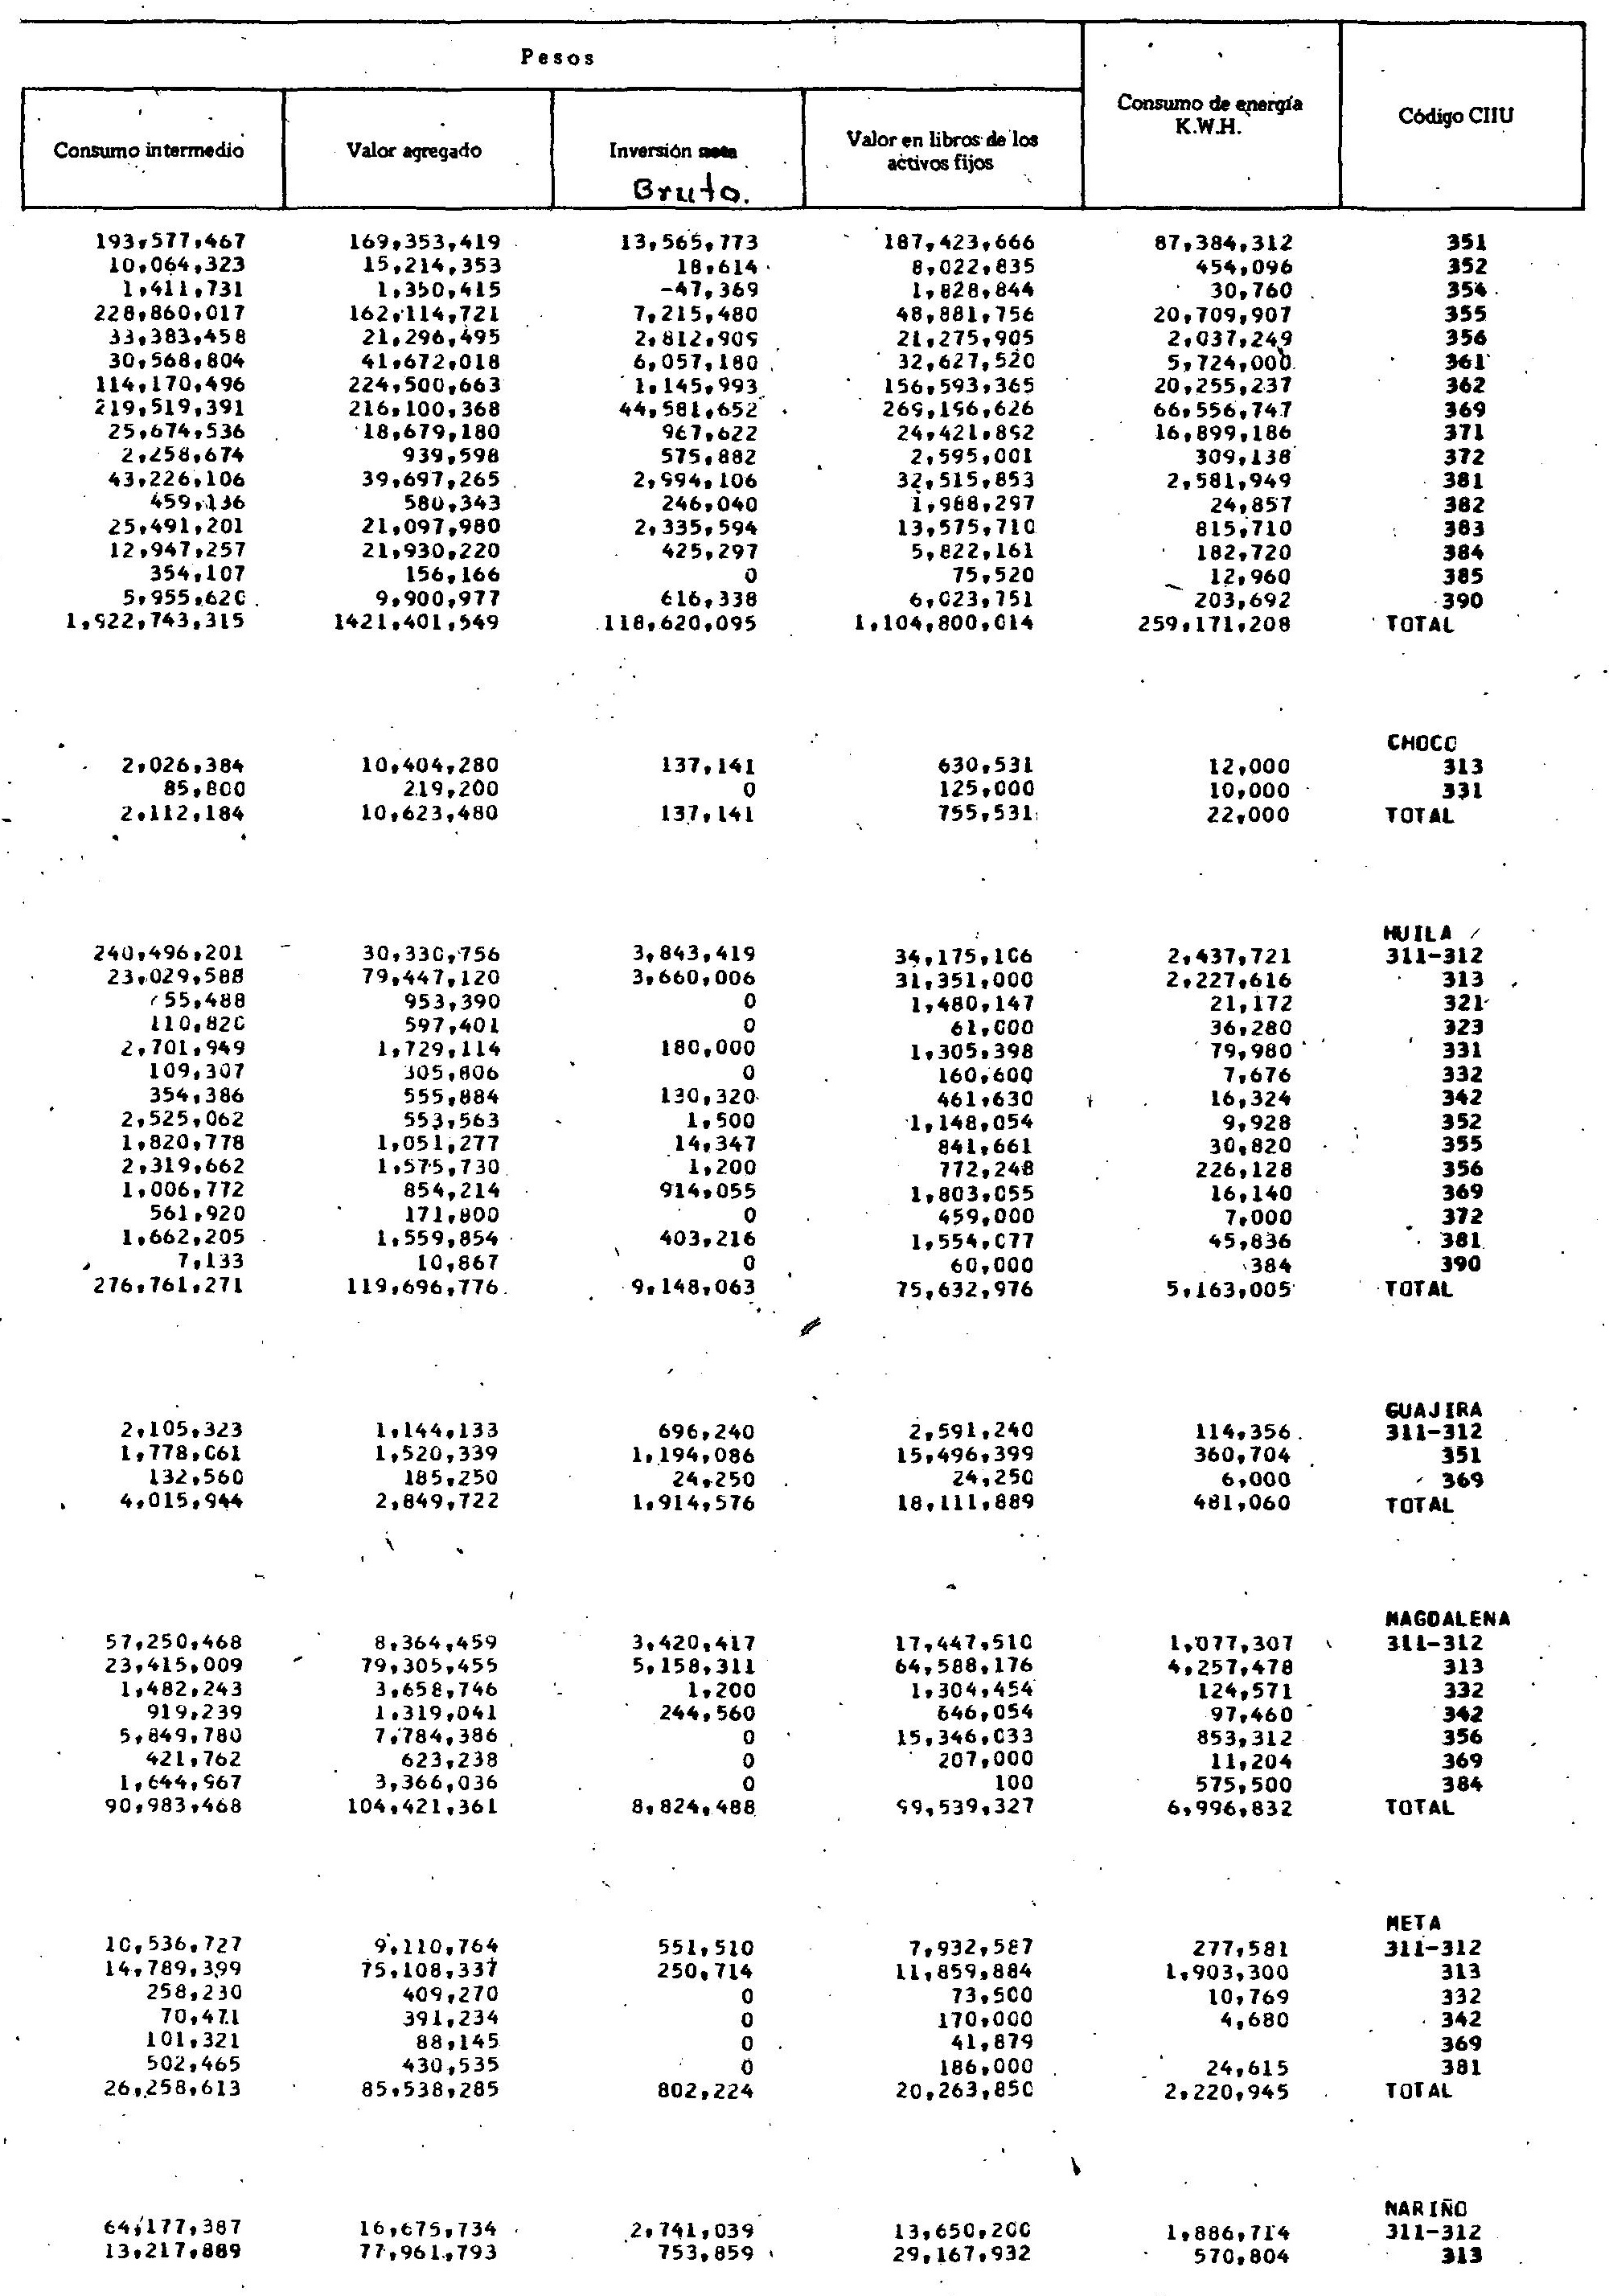 Pesos
Consumo intermedio Valor agregado Inversión neta Valor en libros de los activos fijos Consumo de energía K.W.H. Código CIIU
Bruto.
193,577,467 169,353,419 13,565,773 187,423,666 87,384,312 351
10,064,323 15,214,353 18,614 8,022,835 454,096 352
1,411,731 1,350,415 -47,369 1,828,844 30,760 354
228,860,017 162,114,721 7,215,480 48,881,756 20,709,907 355
33,383,458 21,296,495 2,812,909 21,275,905 2,037,249 356
30,568,804 41,672,018 6,057,180 32,627,520 5,724,000 361
114,170,496 224,500,663 1,145,993 156,593,365 20,255,237 362
219,519,391 216,100,368 44,581,652 269,156,626 66,556,747 369
25,674,536 18,679,180 967,622 24,421,852 16,899,186 371
2,258,674 939,598 575,882 2,595,001 309,138 372
43,226,106 39,697,265 2,994,106 32,515,853 2,581,949 381
459,136 580,343 246,040 1,988,297 24,857 382
25,491,201 21,097,980 2,335,594 13,575,710 815,710 383
12,947,257 21,930,220 425,297 5,822,161 182,720 384
354,107 156,166 0 75,520 12,960 385
5,955,620 9,900,977 616,338 6,023,751 203,692 390
1,922,743,315 1421,401,549 118,620,095 1,104,800,014 259,171,208 TOTAL
CHOCO
2,026,384 10,404,280 137,141 630,531 12,000 313
85,800 219,200 0 125,000 10,000 331
2,112,184 10,623,480 137,141 755,531 22,000 TOTAL
HUILA
240,496,201 30,330,756 3,843,419 34,175,106 2,437,721 311-312
23,029,588 79,447,120 3,660,006 31,351,000 2,227,616 313
55,488 953,390 0 1,480,147 21,172 321
110,820 597,401 0 61,000 36,280 323
2,701,949 1,729,114 180,000 1,305,398 79,980 331
109,307 305,806 0 160,600 7,676 332
354,386 555,884 130,320 461,630 16,324 342
2,525,062 553,563 1,500 1,148,054 9,928 352
1,820,778 1,051,277 14,347 841,661 30,820 355
2,319,662 1,575,730 1,200 772,248 226,128 356
1,006,772 854,214 914,055 1,803,055 16,140 369
561,920 171,800 0 459,000 7,000 372
1,662,205 1,559,854 403,216 1,554,077 45,836 381
7,133 10,867 0 60,000 384 390
276,761,271 119,696,776 9,148,063 75,632,976 5,163,005 TOTAL
GUAJIRA
2,105,323 1,144,133 696,240 2,591,240 114,356 311-312
1,778,061 1,520,339 1,194,086 15,496,399 360,704 351
132,560 185,250 24,250 24,250 6,000 369
4,015,944 2,849,722 1,914,576 18,111,889 481,060 TOTAL
MAGDALENA
57,250,468 8,364,459 3,420,417 17,447,510 1,077,307 311-312
23,415,009 79,305,455 5,158,311 64,588,176 4,257,478 313
1,482,243 3,658,746 1,200 1,304,454 124,571 332
919,239 1,319,041 244,560 646,054 97,460 342
5,849,780 7,784,386 0 15,346,033 853,312 356
421,762 623,238 0 207,000 11,204 369
1,644,967 3,366,036 0 100 575,500 384
90,983,468 104,421,361 8,824,488 99,539,327 6,996,832 TOTAL
META
10,536,727 9,110,764 551,510 7,932,587 277,581 311-312
14,789,399 75,108,337 250,714 11,859,884 1,903,300 313
258,230 409,270 0 73,500 10,769 332
70,471 391,234 0 170,000 4,680 342
101,321 88,145 0 41,879 369
502,465 430,535 0 186,000 24,615 381
26,258,613 85,538,285 802,224 20,263,850 2,220,945 TOTAL
NARIÑO
64,177,387 16,675,734 2,741,039 13,650,200 1,886,714 311-312
13,217,889 77,961,793 753,859 29,167,932 570,804 313